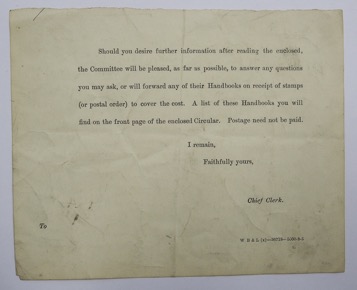 Should you desire further information after reading the enclosed,
the Committee will be pleased, as far as possible, to answer any questions
you may ask, or will forward any of their Handbooks on receipt of stamps
(or postal order) to cover the cost. A list of these Handbooks you will
find on the front page of the enclosed Circular. Postage need not be paid.
I remain,
Faithfully yours,
Chief Clerk.
To
W. B & L